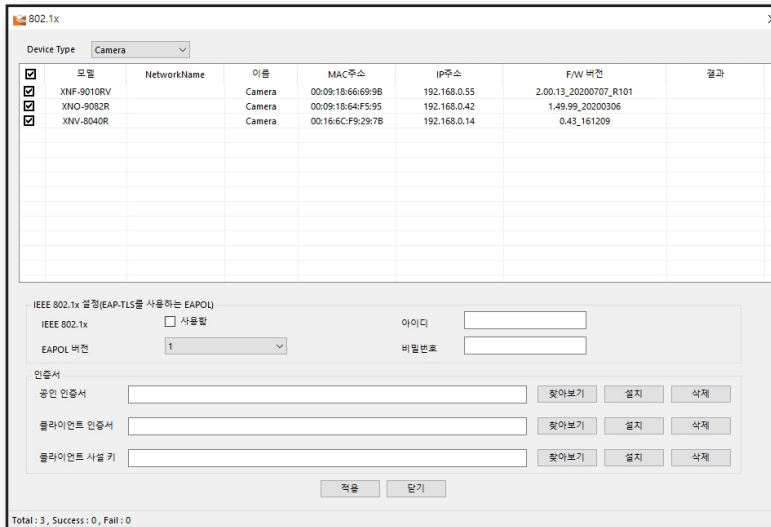 802.1x
Device Type Camera
모델 NetworkName 이름 MAC주소 IP주소 F/W 버전 결과
XNF-9010RV Camera 00:09:18:66:69:9B 192.168.0.55 2.00.13_20200707_R101
XNO-9082R Camera 00:09:18:64:F5:95 192.168.0.42 1.49.99_20200306
XNV-8040R Camera 00:16:6C:F9:29:7B 192.168.0.14 0.43_161209
IEEE 802.1x 설정(EAP-TLS를 사용하는 EAPOL)
IEEE 802.1x 사용함 아이디
EAPOL 버전 1 비밀번호
인증서
공인 인증서 찾아보기 설치 삭제
클라이언트 인증서 찾아보기 설치 삭제
클라이언트 사설 키 찾아보기 설치 삭제
적용 닫기
Total : 3 , Success : 0 , Fail : 0